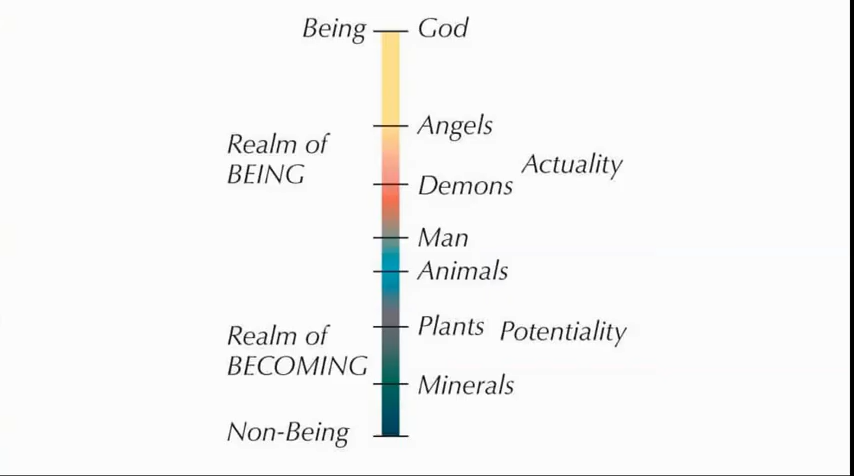 Being God
Angels
Realm of
BEING
Actuality
Demons
Man
Animals
Plants Potentiality
Realm of
BECOMING
Minerals
Non-Being